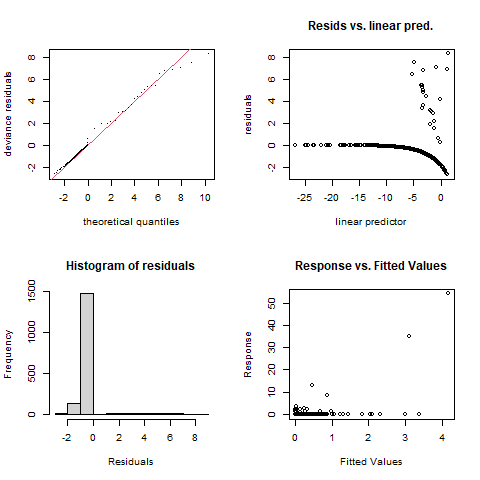 deviance residuals
-2 0 2 4 6 8
-2 0 2 4 6 8 10
theoretical quantiles
Resids vs. linear pred.
residuals
-2 0 2 4 6 8
-25 -20 -15 -10 -5 0
linear predictor
Histogram of residuals
Frequency
0 500 1000 1500
-2 0 2 4 6 8
Residuals
Response vs. Fitted Values
Response
0 10 20 30 40 50
0 1 2 3 4
Fitted Values